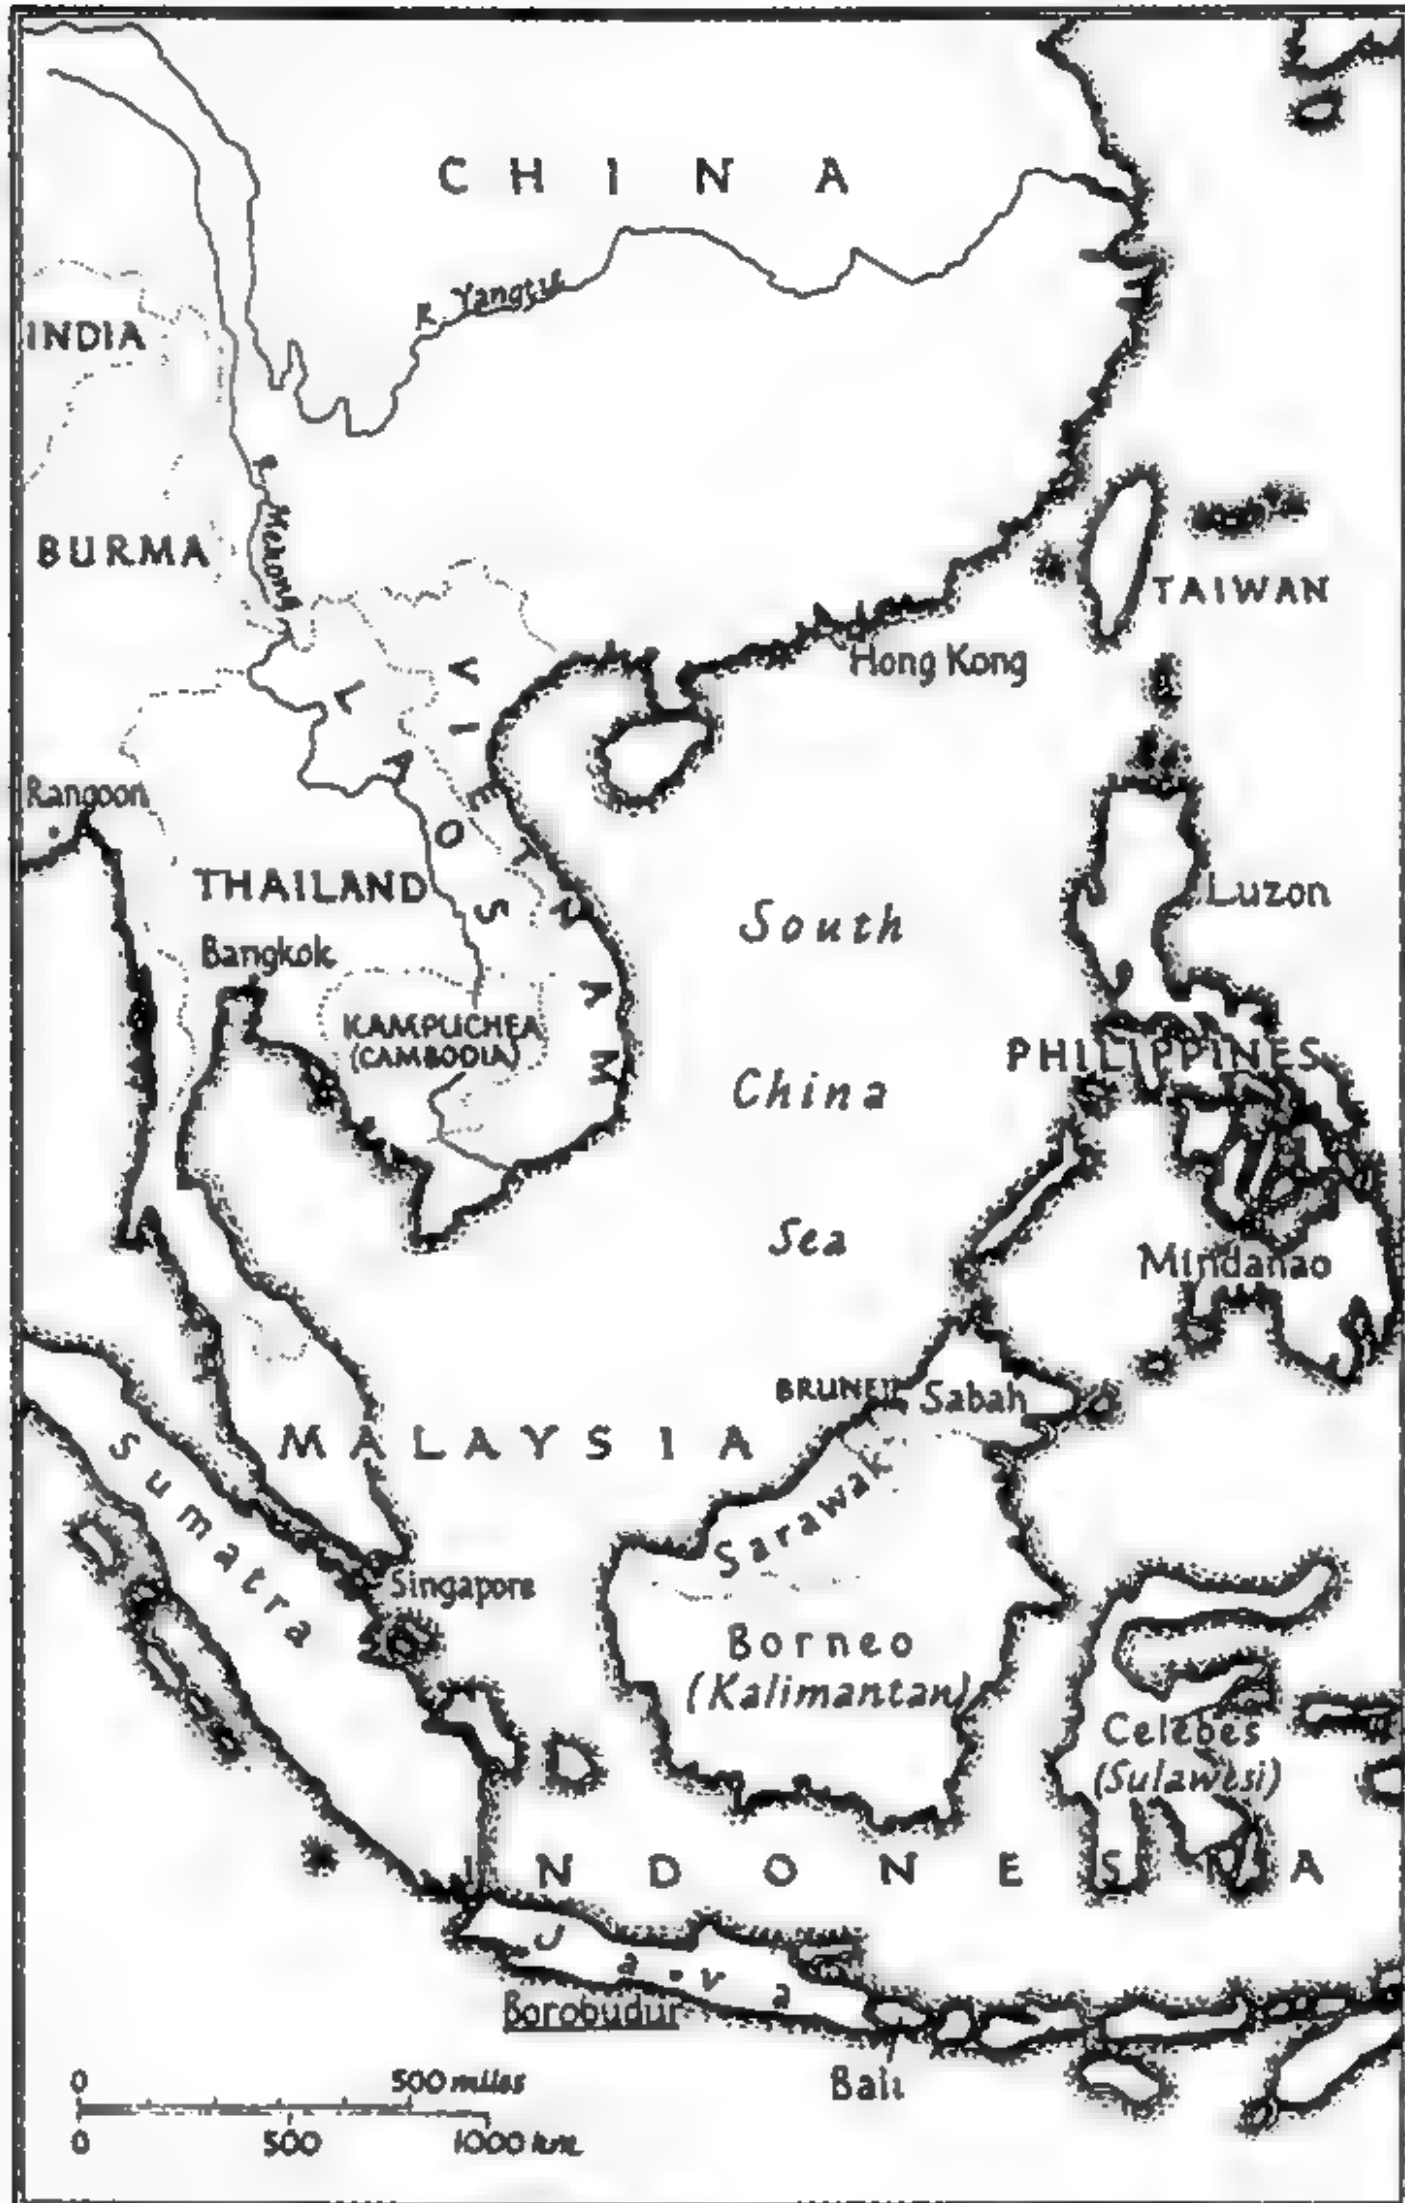 CHINA
R. Yangtse
INDIA
R. Mekong
BURMA
TAIWAN
Hong Kong
LAOS
VIETNAM
Rangoon
THAILAND
Luzon
South
China
Sea
Bangkok
KAMPUCHEA
(CAMBODIA)
PHILIPPINES
Mindanao
BRUNEI
Sabah
MALAYSIA
Sumatra
Sarawak
Singapore
Borneo
(Kalimantan)
Celebes
(Sulawesi)
INDONESIA
Java
Borobudur
Bali
0 500 miles
0 500 1000 km